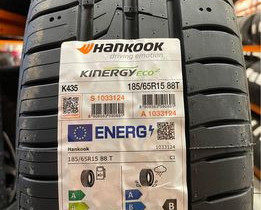 HANKOOK
driving emotion
KINERGY eco²
K435
185/65R15 88T
S 1033124
A 1033124
ENERG
Hankook
1033124
185/65R15 88 T
C1
A
A
B
B